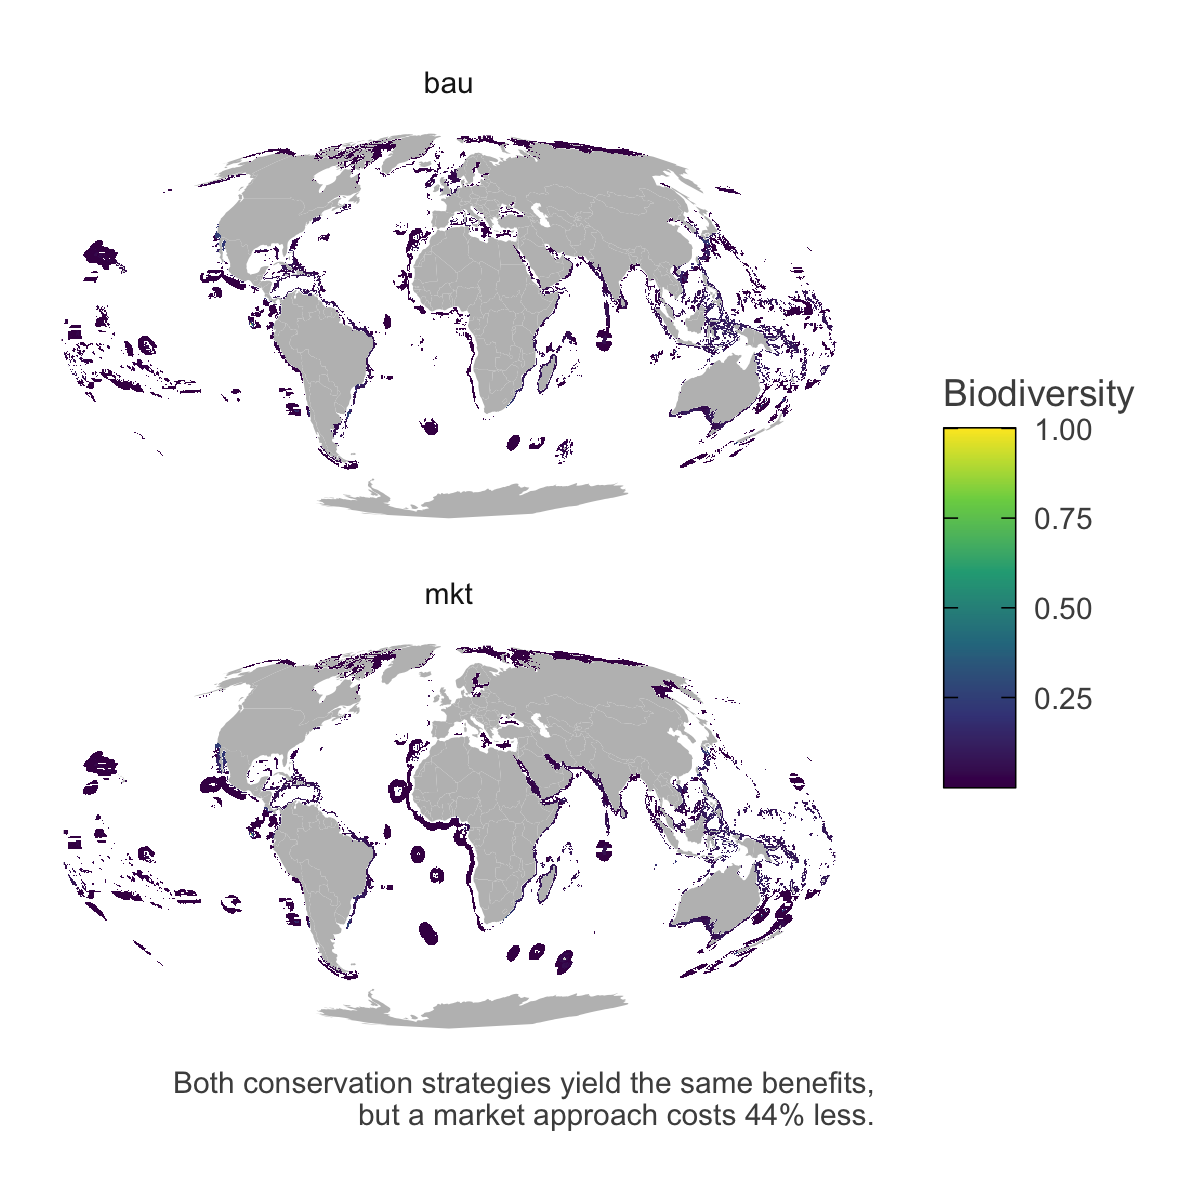 bau
Biodiversity
1.00
0.75
0.50
0.25
mkt
Both conservation strategies yield the same benefits,
but a market approach costs 44% less.